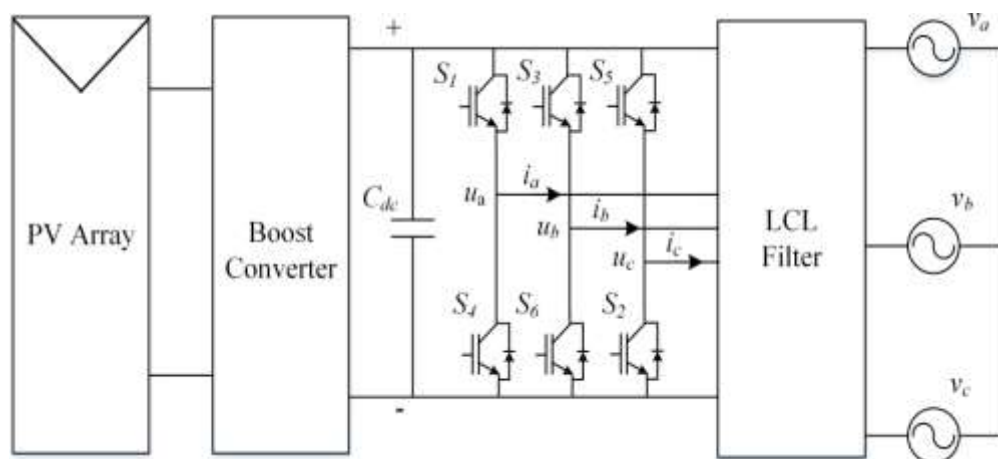 PV Array
Boost
Converter
+
-
C_dc
S_1
S_3
S_5
u_a
i_a
u_b
i_b
u_c
i_c
S_4
S_6
S_2
LCL
Filter
v_a
v_b
v_c